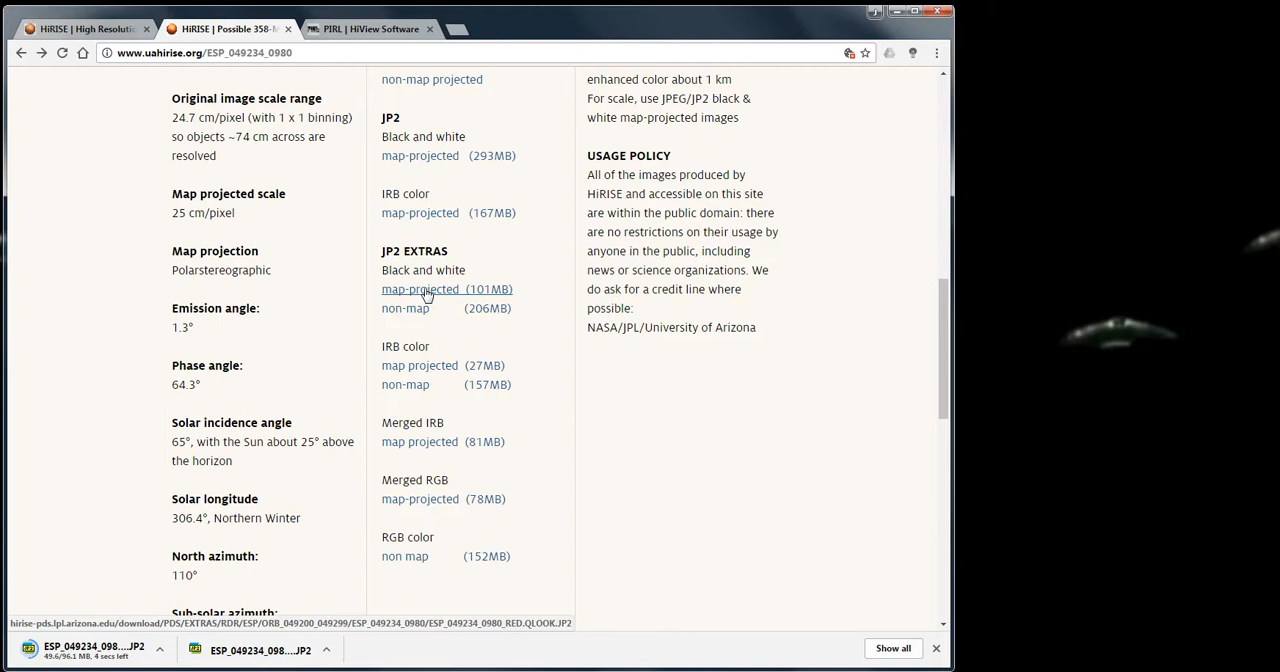 HiRISE | High Resolutic
HiRISE | Possible 358-M
PIRL | HiView Software
www.uahirise.org/ESP_049234_0980
Original image scale range
24.7 cm/pixel (with 1 x 1 binning)
so objects ~74 cm across are
resolved
Map projected scale
25 cm/pixel
Map projection
Polarstereographic
Emission angle:
1.3°
Phase angle:
64.3°
Solar incidence angle
65°, with the Sun about 25° above
the horizon
Solar longitude
306.4°, Northern Winter
North azimuth:
110°
Sub-solar azimuth:
non-map projected
JP2
Black and white
map-projected (293MB)
IRB color
map-projected (167MB)
JP2 EXTRAS
Black and white
map-projected (101MB)
non-map (206MB)
IRB color
map projected (27MB)
non-map (157MB)
Merged IRB
map projected (81MB)
Merged RGB
map-projected (78MB)
RGB color
non map (152MB)
enhanced color about 1 km
For scale, use JPEG/JP2 black &
white map-projected images
USAGE POLICY
All of the images produced by
HiRISE and accessible on this site
are within the public domain: there
are no restrictions on their usage by
anyone in the public, including
news or science organizations. We
do ask for a credit line where
possible:
NASA/JPL/University of Arizona
hirise-pds.lpl.arizona.edu/download/PDS/EXTRAS/RDR/ESP/ORB_049200_049299/ESP_049234_0980/ESP_049234_0980_RED.QLOOK.JP2
ESP_049234_098....JP2
49.6/96.1 MB, 4 secs left
ESP_049234_098....JP2
Show all